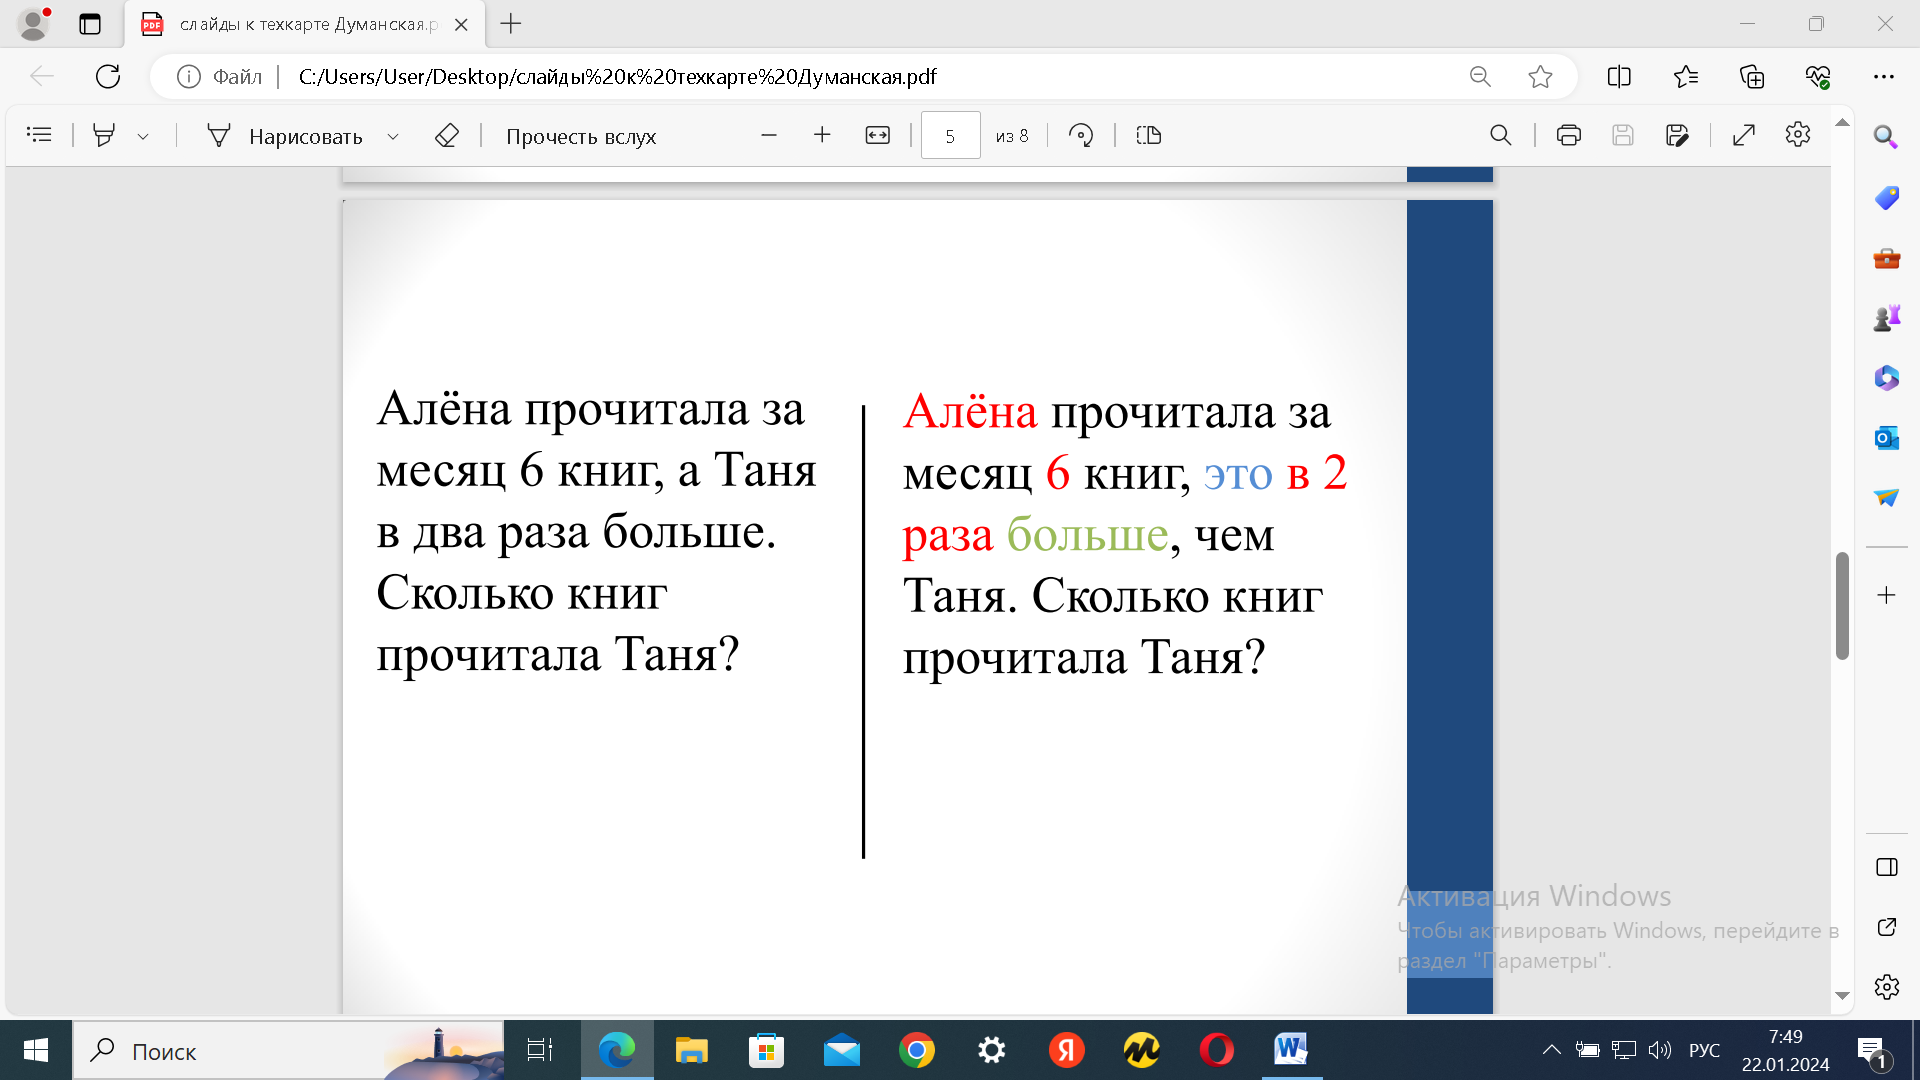 слайды к техкарте Думанская.p
Файл
C:/Users/User/Desktop/слайды%20к%20техкарте%20Думанская.pdf
Нарисовать
Прочесть вслух
5
из 8
Алёна прочитала за
месяц 6 книг, а Таня
в два раза больше.
Сколько книг
прочитала Таня?
Алёна прочитала за
месяц 6 книг, это в 2
раза больше, чем
Таня. Сколько книг
прочитала Таня?
Активация Windows
Чтобы активировать Windows, перейдите в
раздел "Параметры".
Поиск
РУС
7:49
22.01.2024
1